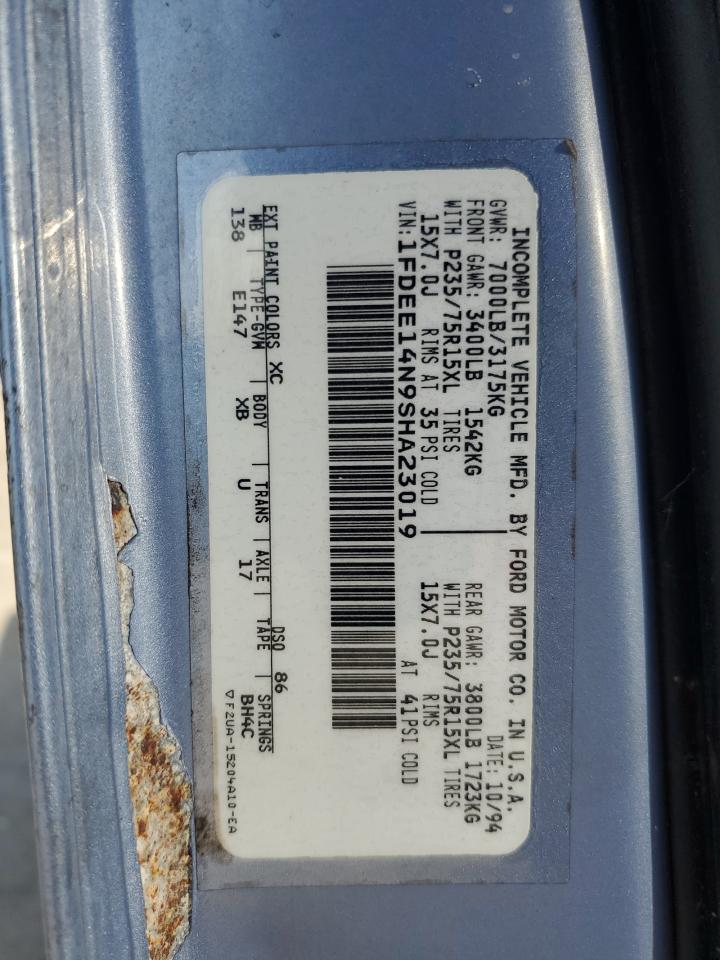 INCOMPLETE VEHICLE MFD. BY FORD MOTOR CO. IN U.S.A.
GVWR: 7000LB/3175KG DATE: 10/94
FRONT GAWR: 3400LB 1542KG REAR GAWR: 3800LB 1723KG
WITH P235/75R15XL TIRES WITH P235/75R15XL TIRES
15X7.0J RIMS AT 35 PSI COLD 15X7.0J RIMS AT 41 PSI COLD
VIN: 1FDEE14N9SHA23019
EXT PAINT COLORS XC DSO 86
WB TYPE-GVW BODY TRANS AXLE TAPE SPRINGS
138 E147 XB U 17 BH4C
▽ F2UA-15204A10-EA